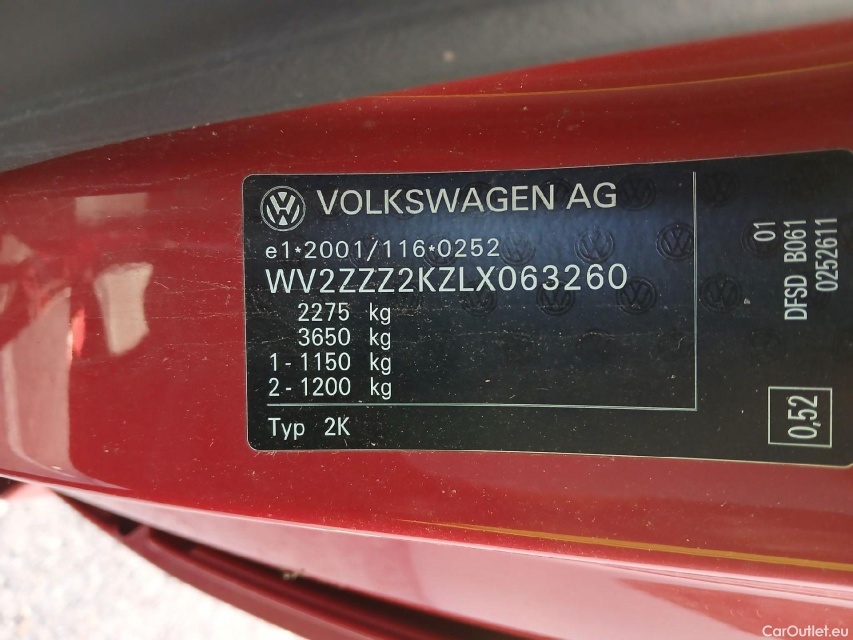 VOLKSWAGEN AG
e1*2001/116*0252
WV2ZZZ2KZLX063260
2275 kg
3650 kg
1 - 1150 kg
2 - 1200 kg
Typ 2K
01
DFSD B061
0252611
0,52
CarOutlet.eu